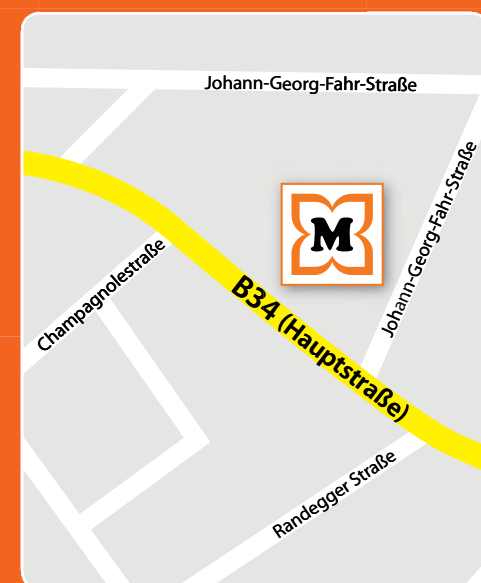 Johann-Georg-Fahr-Straße
Johann-Georg-Fahr-Straße
M
Champagnolestraße
B34 (Hauptstraße)
Randegger Straße